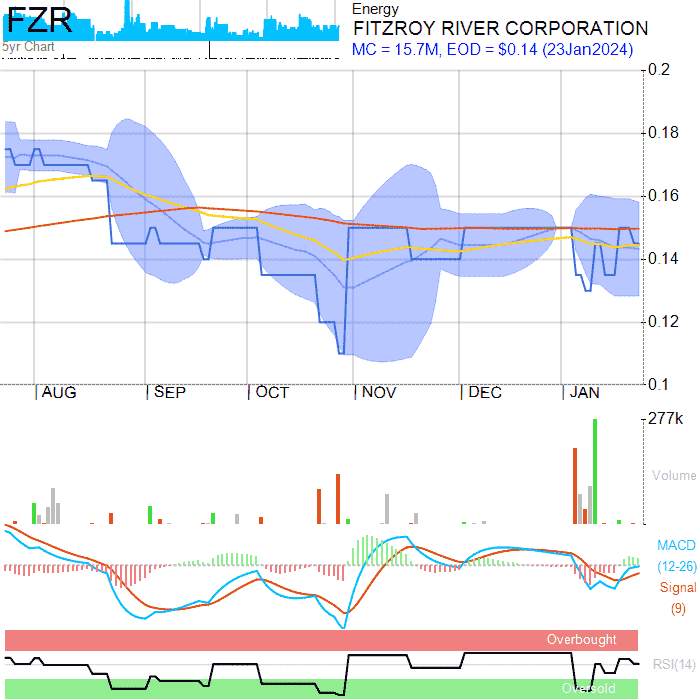 FZR
5yr Chart
Energy
FITZROY RIVER CORPORATION
MC = 15.7M, EOD = $0.14 (23Jan2024)
0.2
0.18
0.16
0.14
0.12
0.1
AUG SEP OCT NOV DEC JAN
277k
Volume
MACD
(12-26)
Signal
(9)
Overbought
RSI(14)
Oversold